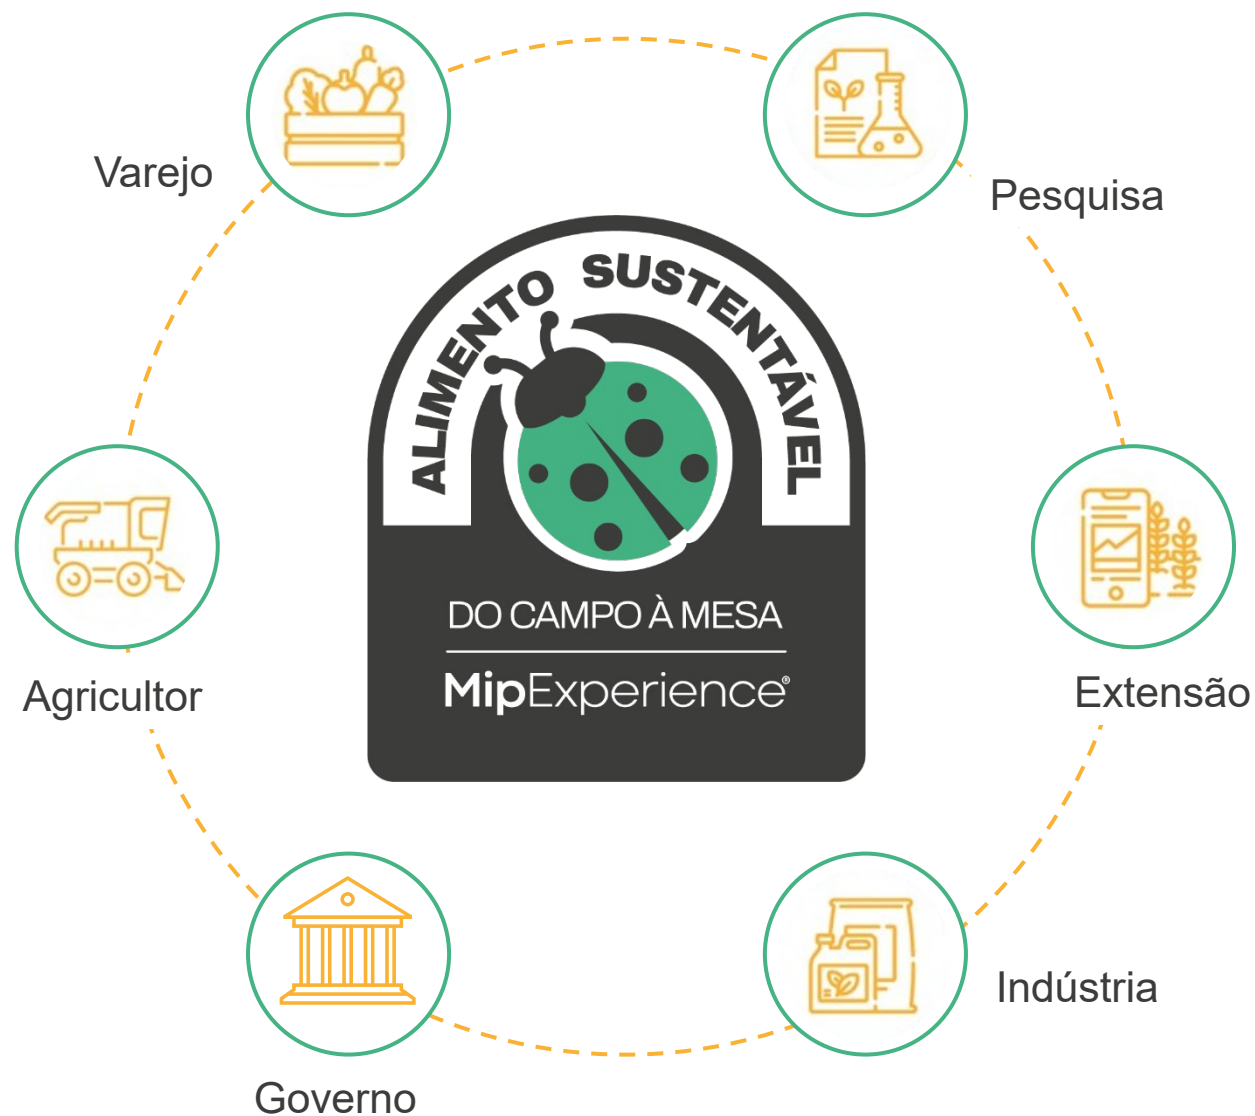 Varejo
Pesquisa
ALIMENTO SUSTENTÁVEL
DO CAMPO À MESA
MipExperience®
Agricultor
Extensão
Indústria
Governo